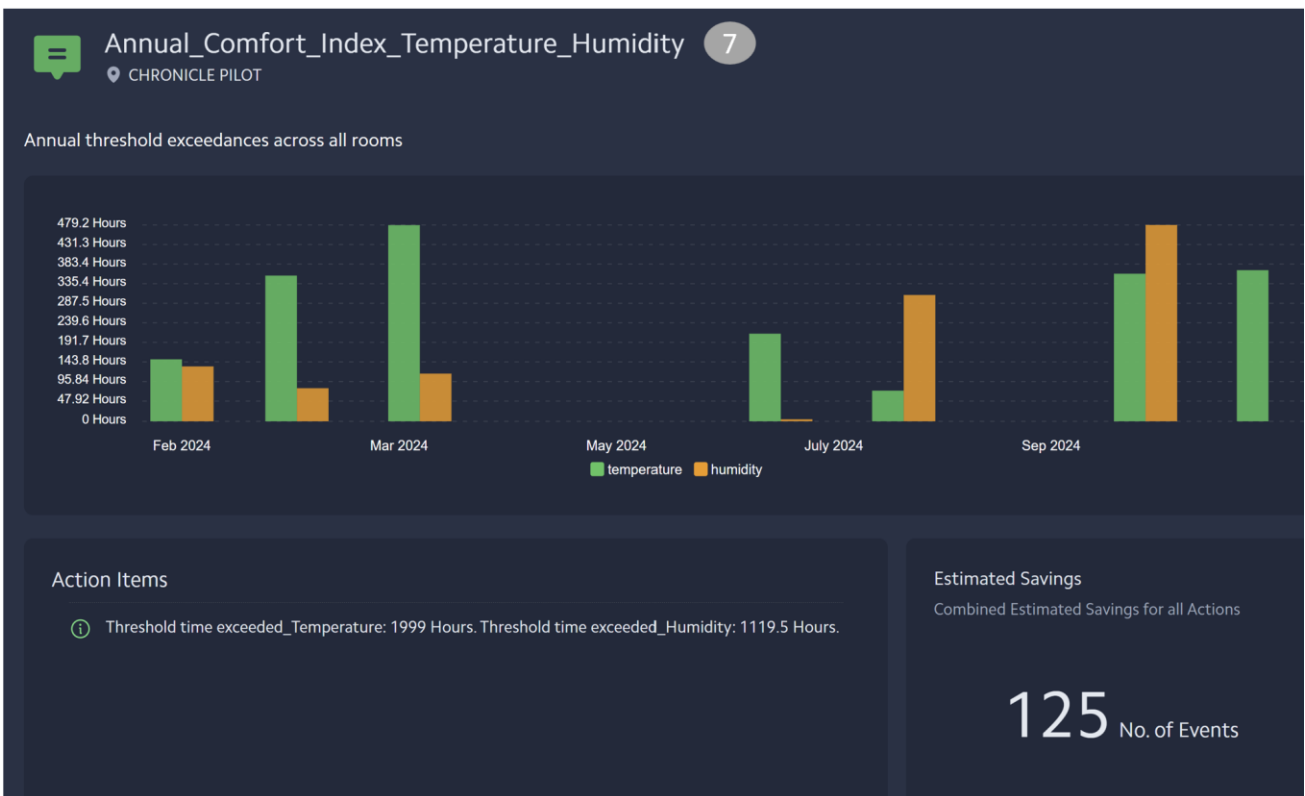 Annual_Comfort_Index_Temperature_Humidity 7
CHRONICLE PILOT
Annual threshold exceedances across all rooms
479.2 Hours
431.3 Hours
383.4 Hours
335.4 Hours
287.5 Hours
239.6 Hours
191.7 Hours
143.8 Hours
95.84 Hours
47.92 Hours
0 Hours
Feb 2024 Mar 2024 May 2024 July 2024 Sep 2024
temperature humidity
Action Items
Threshold time exceeded_Temperature: 1999 Hours. Threshold time exceeded_Humidity: 1119.5 Hours.
Estimated Savings
Combined Estimated Savings for all Actions
125 No. of Events